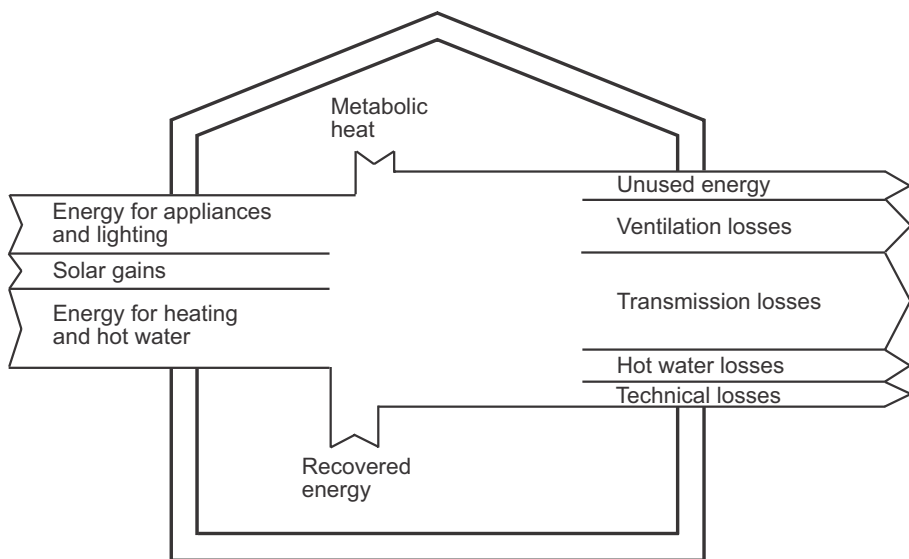 Metabolic
heat
Energy for appliances
and lighting
Solar gains
Energy for heating
and hot water
Recovered
energy
Unused energy
Ventilation losses
Transmission losses
Hot water losses
Technical losses